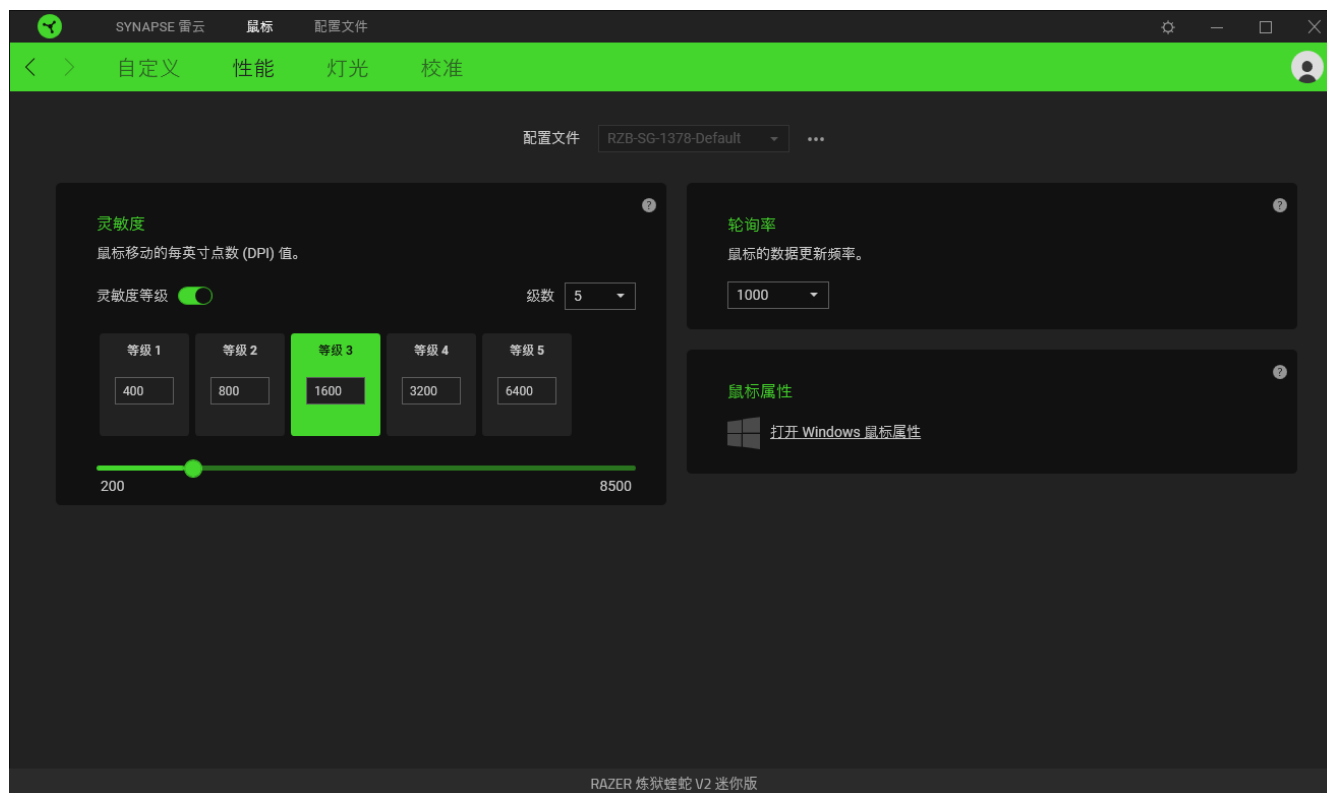 SYNAPSE 雷云 鼠标 配置文件
自定义 性能 灯光 校准
配置文件 RZB-SG-1378-Default
灵敏度
鼠标移动的每英寸点数 (DPI) 值。
灵敏度等级 级数 5
等级 1 等级 2 等级 3 等级 4 等级 5
400 800 1600 3200 6400
200 8500
轮询率
鼠标的数据更新频率。
1000
鼠标属性
打开 Windows 鼠标属性
RAZER 炼狱蝰蛇 V2 迷你版